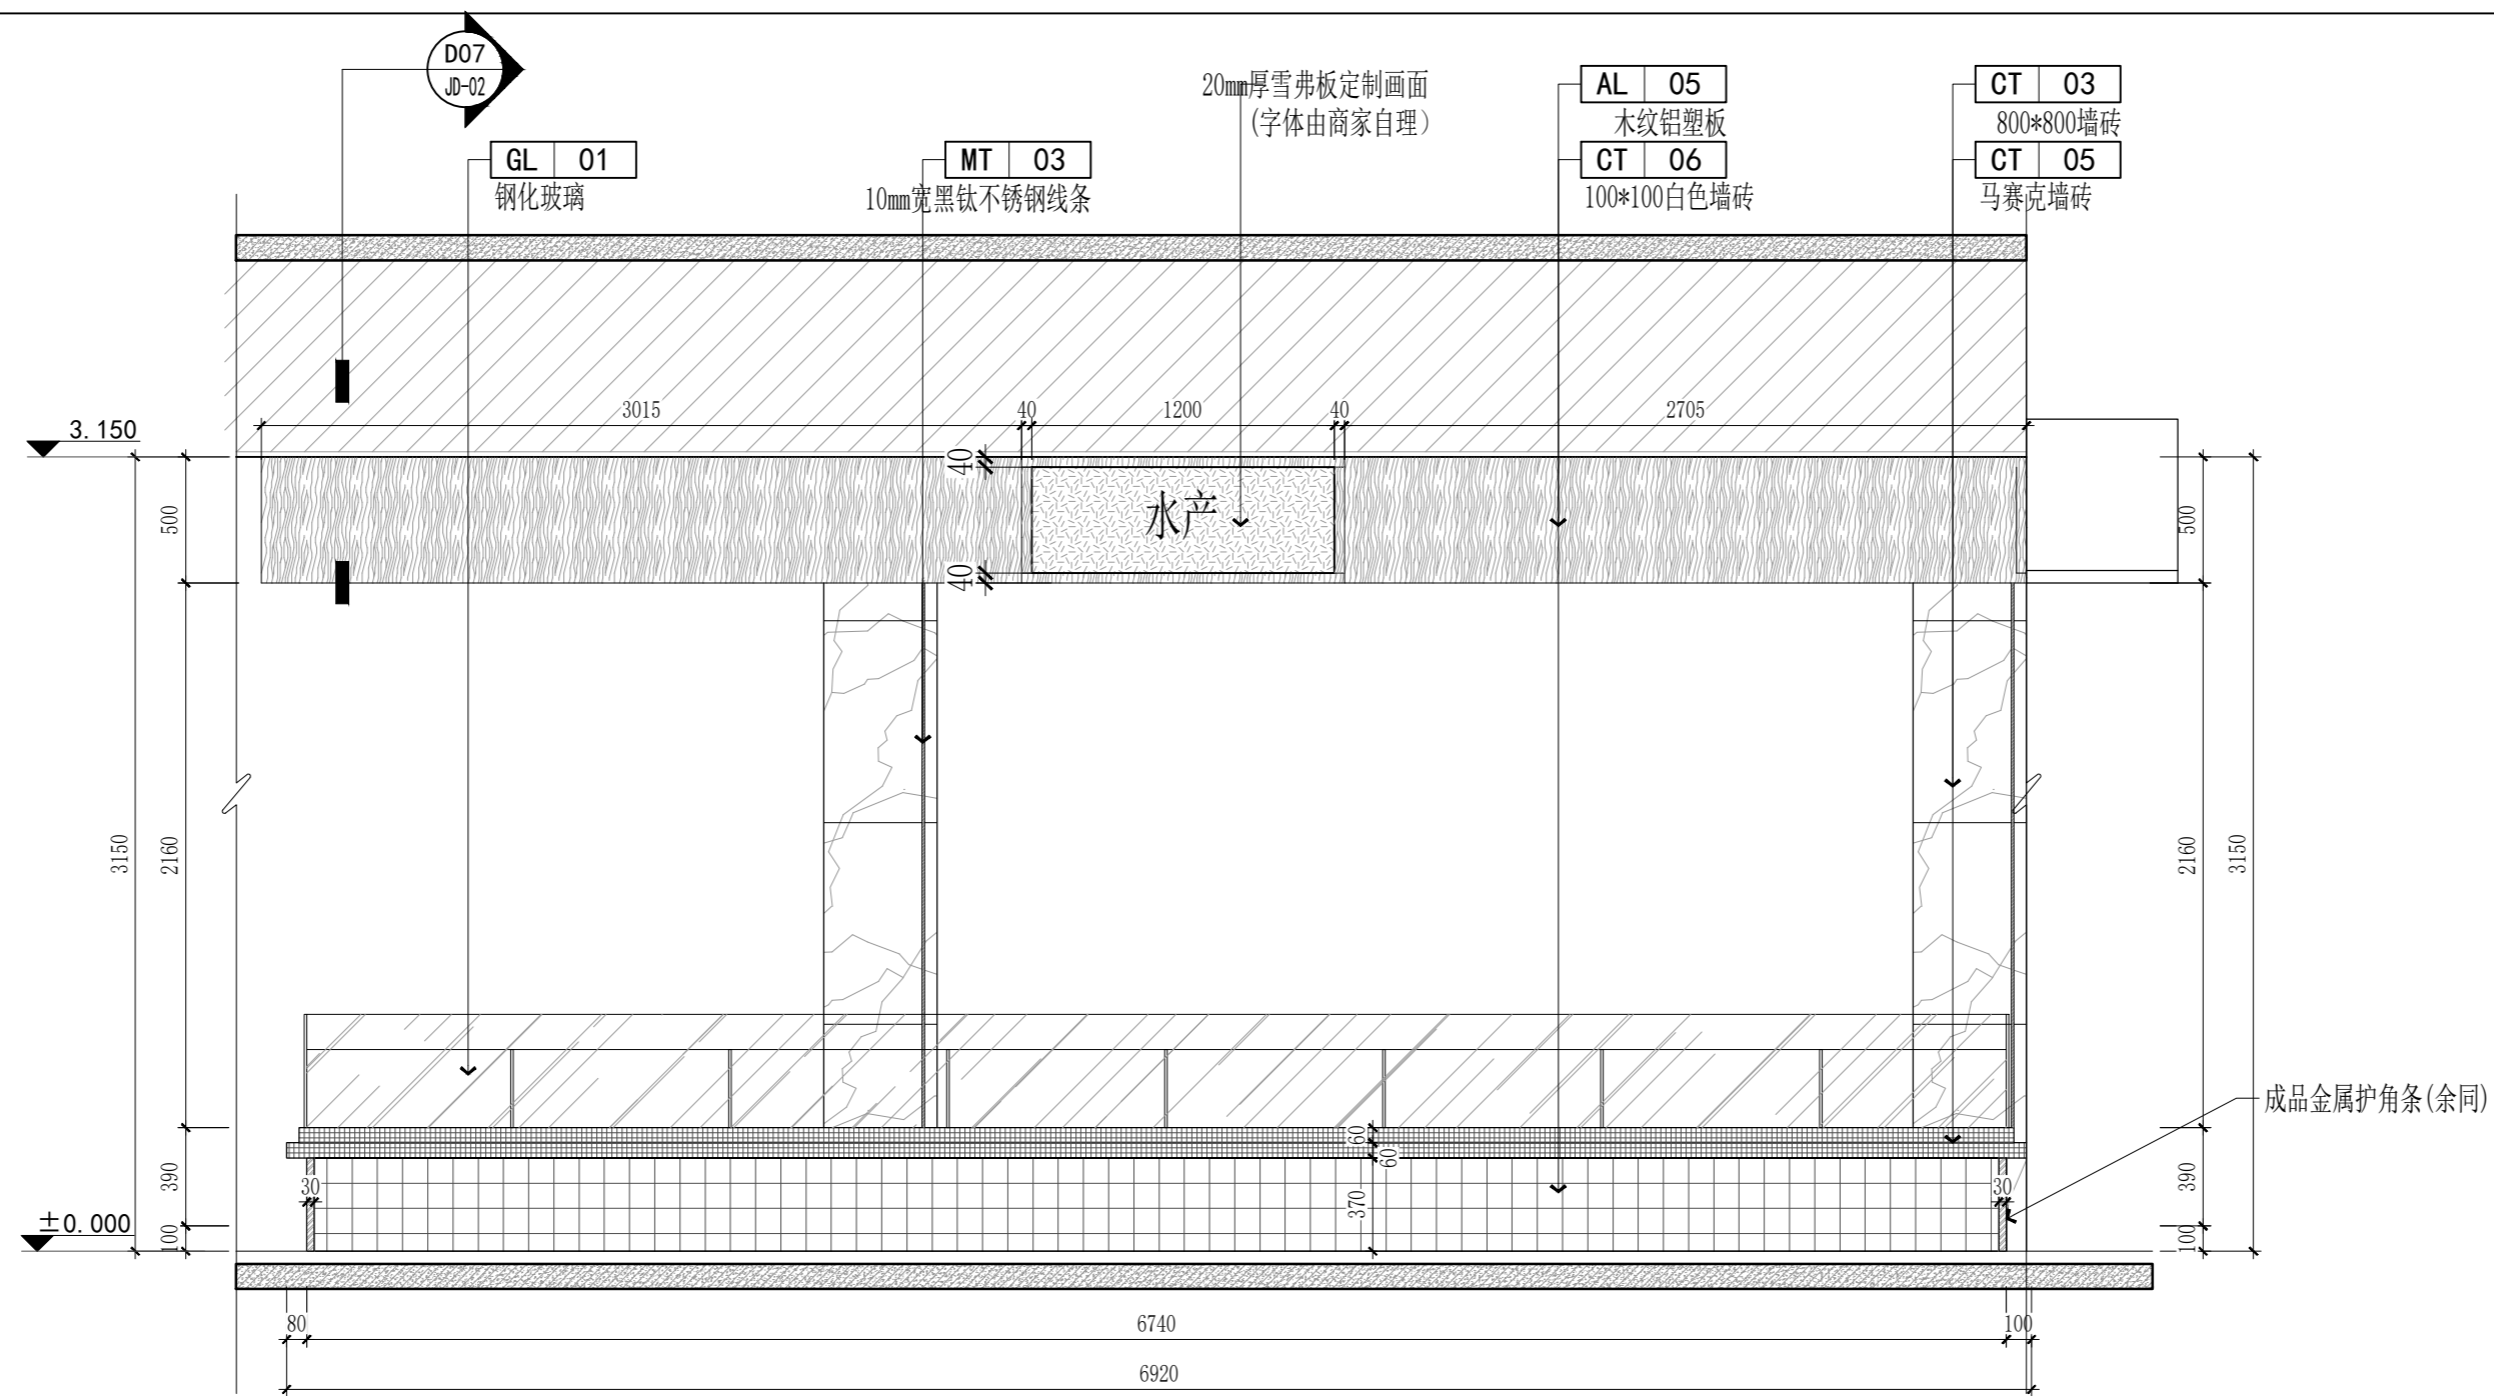 D07
JD-02
20mm厚雪弗板定制画面
(字体由商家自理)
AL 05
木纹铝塑板
CT 06
100*100白色墙砖
CT 03
800*800墙砖
CT 05
马赛克墙砖
GL 01
钢化玻璃
MT 03
10mm宽黑钛不锈钢线条
3015
40
1200
40
2705
3.150
40
水产
40
500
500
3150
2160
2160
3150
成品金属护角条(余同)
60
60
390
30
370
30
390
±0.000
100
100
80
6740
100
6920